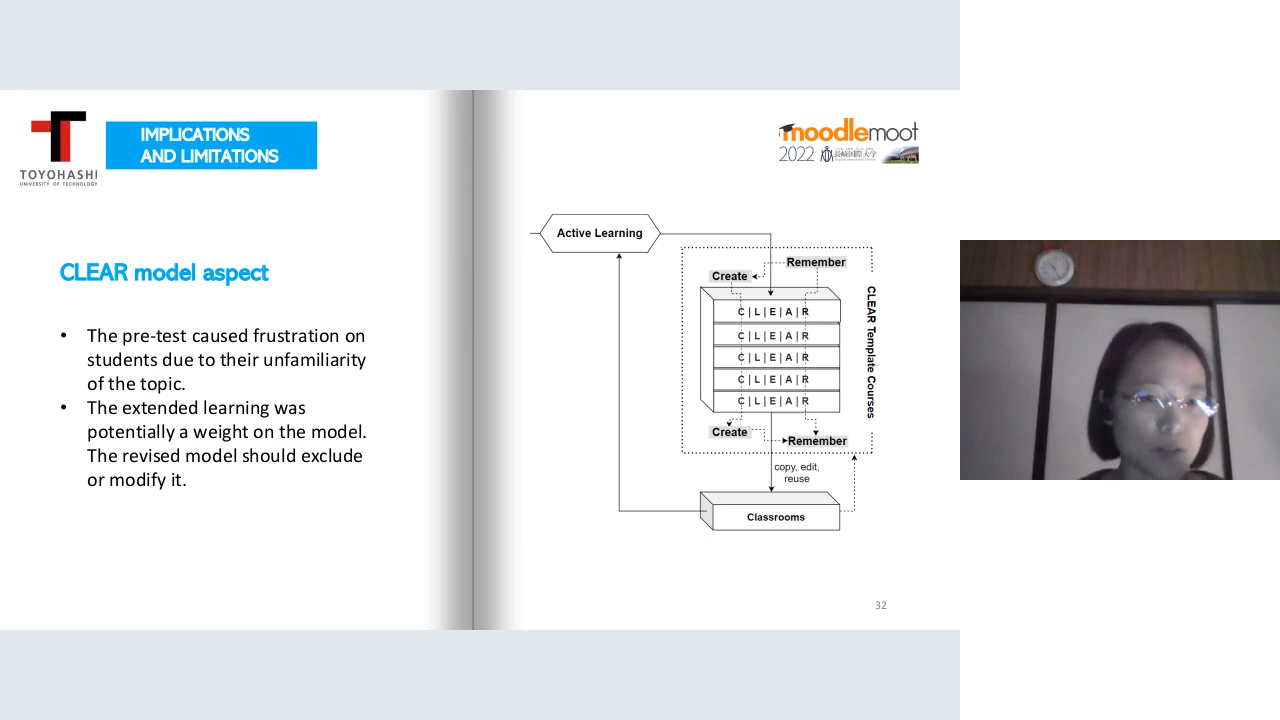 TOYOHASHI
UNIVERSITY OF TECHNOLOGY
IMPLICATIONS
AND LIMITATIONS
moodlemoot
2022
CLEAR model aspect
• The pre-test caused frustration on
students due to their unfamiliarity
of the topic.
• The extended learning was
potentially a weight on the model.
The revised model should exclude
or modify it.
Active Learning
Remember
Create
C | L | E | A | R
C | L | E | A | R
C | L | E | A | R
C | L | E | A | R
C | L | E | A | R
CLEAR Template Courses
Create
Remember
copy, edit,
reuse
Classrooms
32